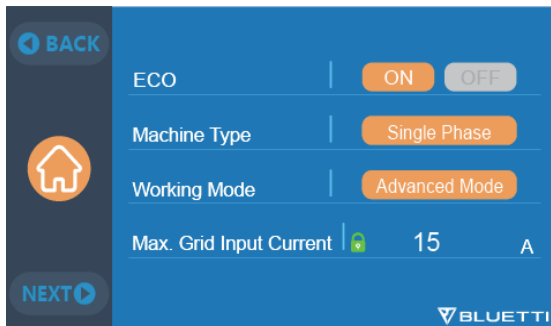 BACK
ECO ON OFF
Machine Type Single Phase
Working Mode Advanced Mode
Max. Grid Input Current 15 A
NEXT
BLUETTI